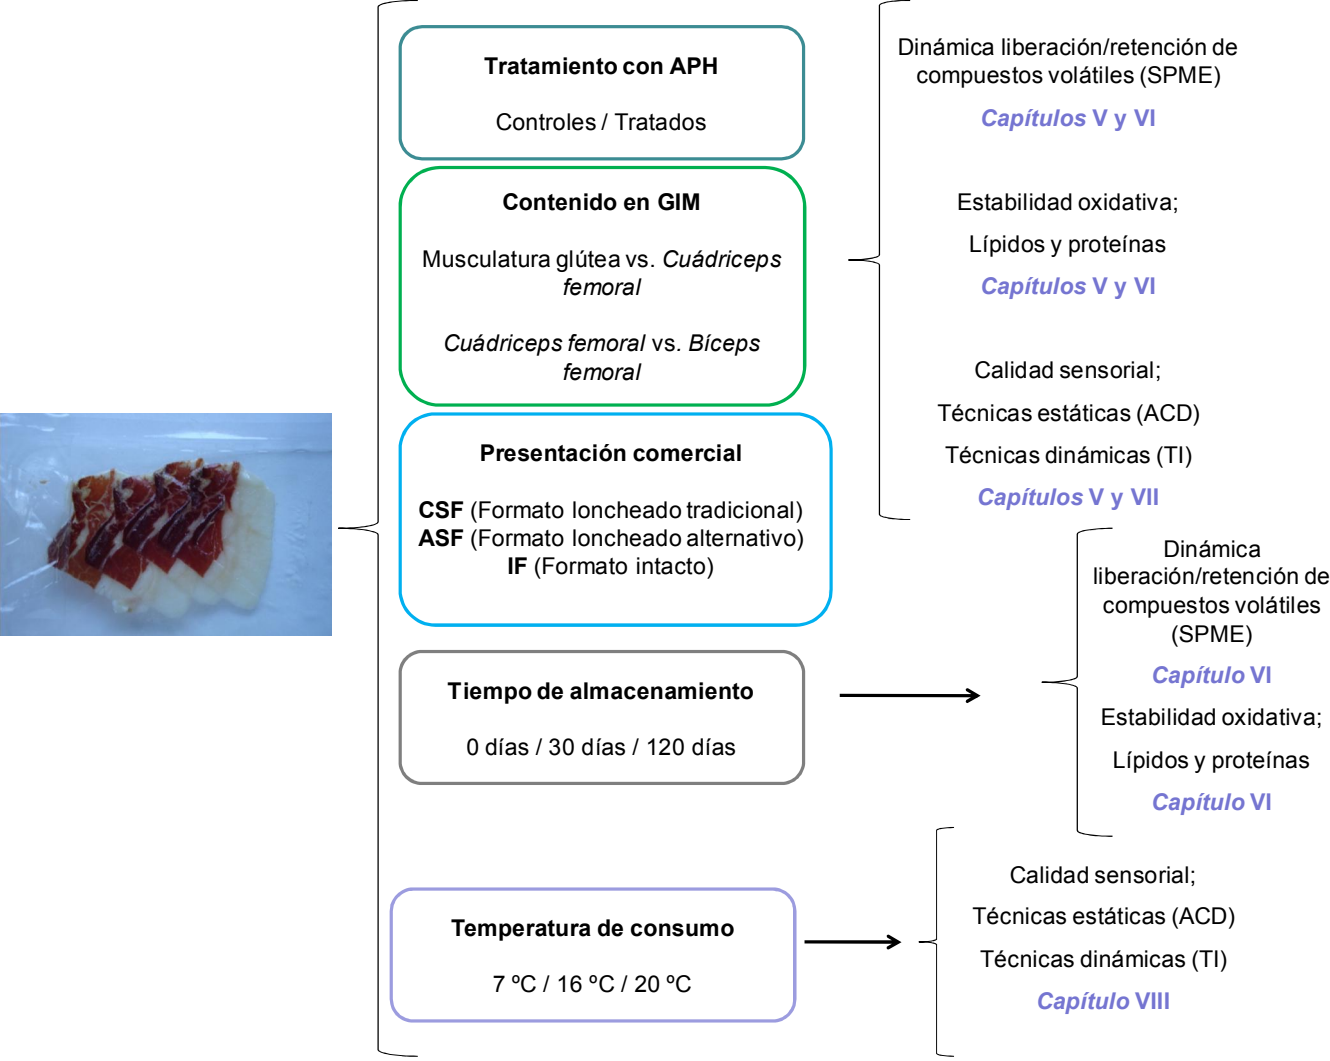 Tratamiento con APH
Controles / Tratados
Contenido en GIM
Musculatura glútea vs. Cuádriceps
femoral
Cuádriceps femoral vs. Bíceps
femoral
Presentación comercial
CSF (Formato loncheado tradicional)
ASF (Formato loncheado alternativo)
IF (Formato intacto)
Tiempo de almacenamiento
0 días / 30 días / 120 días
Temperatura de consumo
7 ºC / 16 ºC / 20 ºC
Dinámica liberación/retención de
compuestos volátiles (SPME)
Capítulos V y VI
Estabilidad oxidativa;
Lípidos y proteínas
Capítulos V y VI
Calidad sensorial;
Técnicas estáticas (ACD)
Técnicas dinámicas (TI)
Capítulos V y VII
Dinámica
liberación/retención de
compuestos volátiles
(SPME)
Capítulo VI
Estabilidad oxidativa;
Lípidos y proteínas
Capítulo VI
Calidad sensorial;
Técnicas estáticas (ACD)
Técnicas dinámicas (TI)
Capítulo VIII